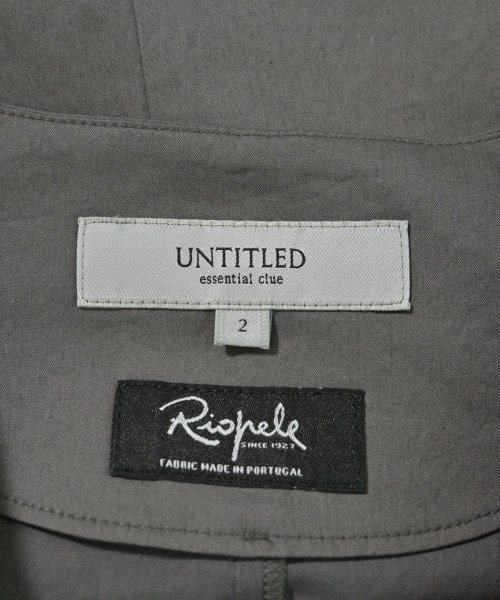 UNTITLED
essential clue
2
Riopele
SINCE 1927
FABRIC MADE IN PORTUGAL